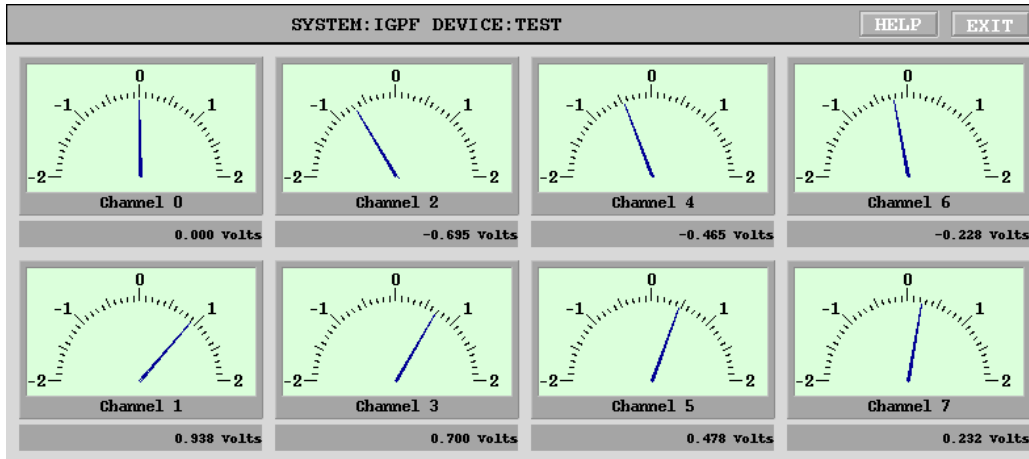 SYSTEM:IGPF DEVICE:TEST HELP EXIT
0 0 0 0
-1 1 -1 1 -1 1 -1 1
-2 2 -2 2 -2 2 -2 2
Channel 0 Channel 2 Channel 4 Channel 6
0.000 Volts -0.695 Volts -0.465 Volts -0.228 Volts
0 0 0 0
-1 1 -1 1 -1 1 -1 1
-2 2 -2 2 -2 2 -2 2
Channel 1 Channel 3 Channel 5 Channel 7
0.938 Volts 0.700 Volts 0.478 Volts 0.232 Volts